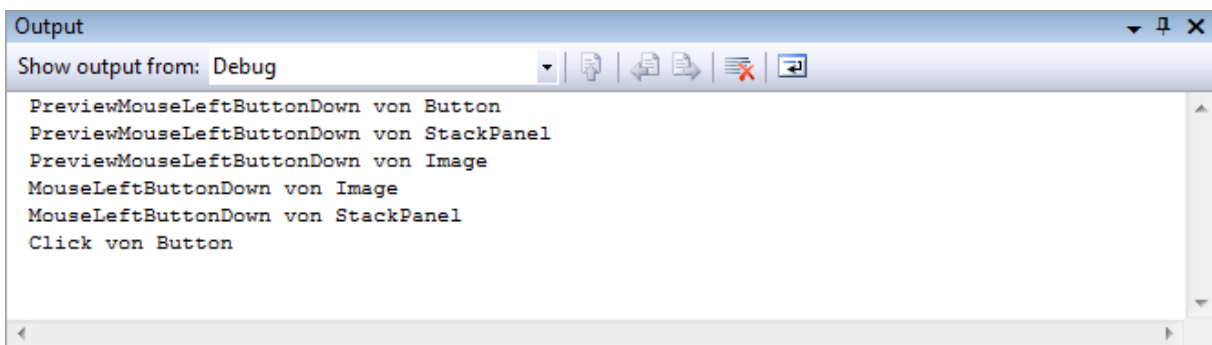 Output
Show output from: Debug
PreviewMouseLeftButtonDown von Button
PreviewMouseLeftButtonDown von StackPanel
PreviewMouseLeftButtonDown von Image
MouseLeftButtonDown von Image
MouseLeftButtonDown von StackPanel
Click von Button